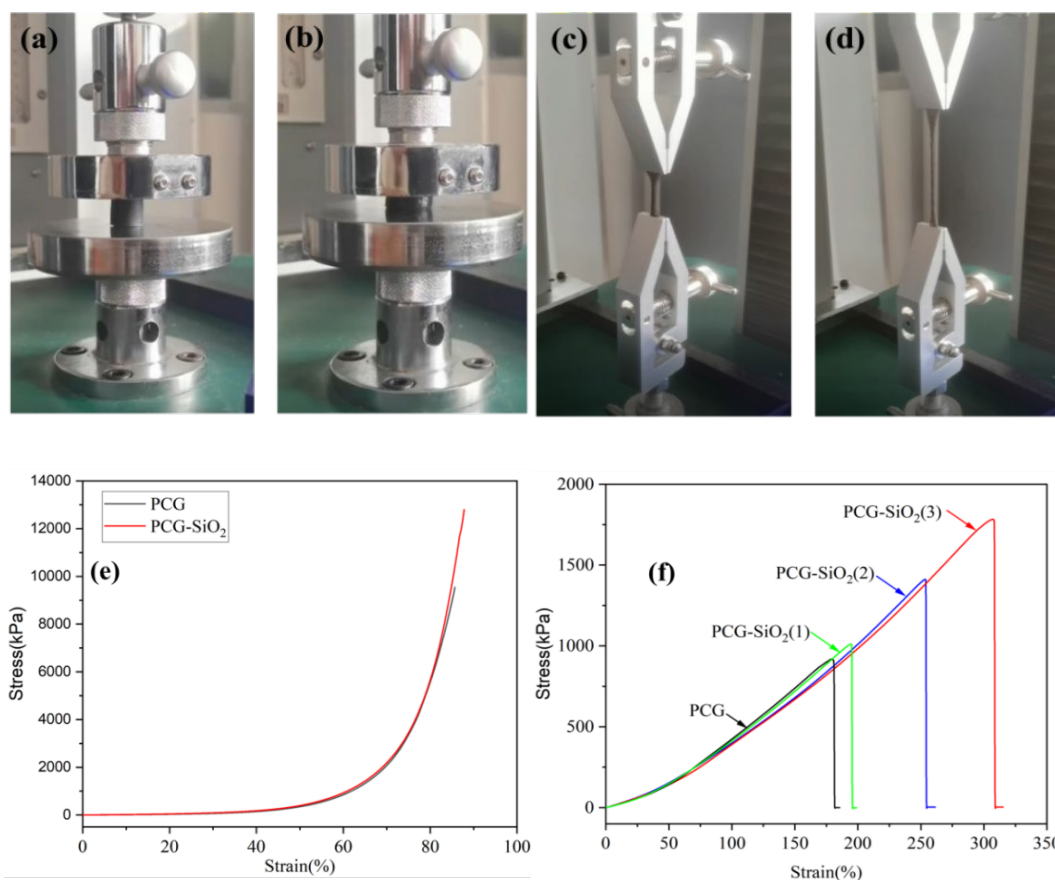 (a)
(b)
(c)
(d)
14000
12000
10000
8000
6000
4000
2000
0
Stress(kPa)
PCG
PCG-SiO₂
(e)
0
20
40
60
80
100
Strain(%)
2000
1500
1000
500
0
Stress(kPa)
PCG-SiO₂(3)
(f)
PCG-SiO₂(2)
PCG-SiO₂(1)
PCG
0
50
100
150
200
250
300
350
Strain(%)